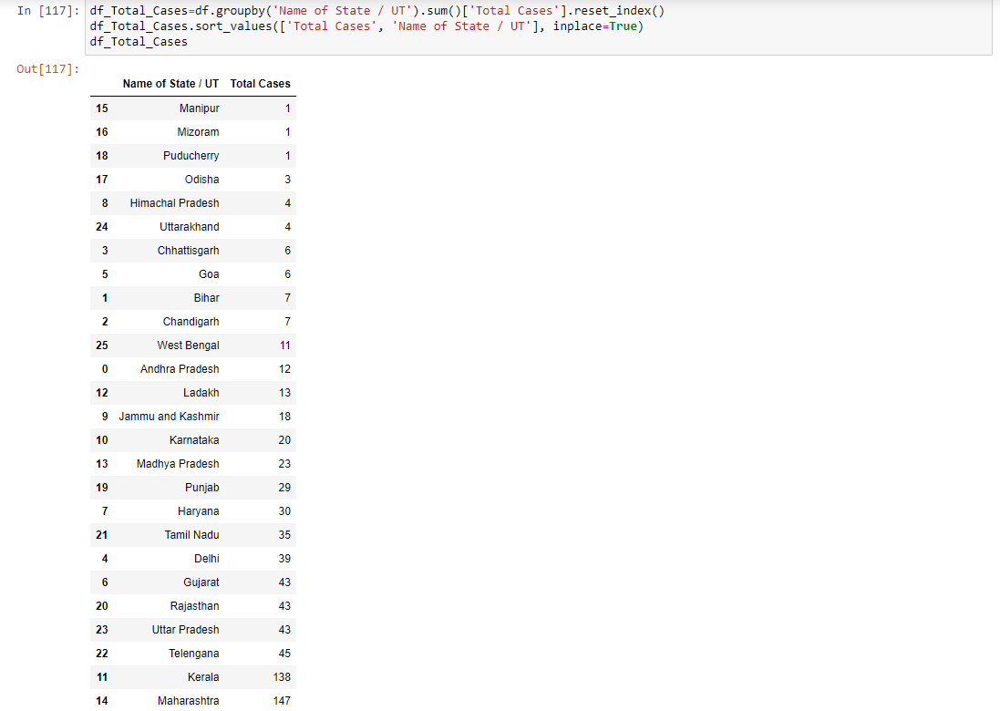 In [117]: df_Total_Cases=df.groupby('Name of State / UT').sum()['Total Cases'].reset_index()
df_Total_Cases.sort_values(['Total Cases', 'Name of State / UT'], inplace=True)
df_Total_Cases
Out[117]:
Name of State / UT Total Cases
15 Manipur 1
16 Mizoram 1
18 Puducherry 1
17 Odisha 3
8 Himachal Pradesh 4
24 Uttarakhand 4
3 Chhattisgarh 6
5 Goa 6
1 Bihar 7
2 Chandigarh 7
25 West Bengal 11
0 Andhra Pradesh 12
12 Ladakh 13
9 Jammu and Kashmir 18
10 Karnataka 20
13 Madhya Pradesh 23
19 Punjab 29
7 Haryana 30
21 Tamil Nadu 35
4 Delhi 39
6 Gujarat 43
20 Rajasthan 43
23 Uttar Pradesh 43
22 Telengana 45
11 Kerala 138
14 Maharashtra 147